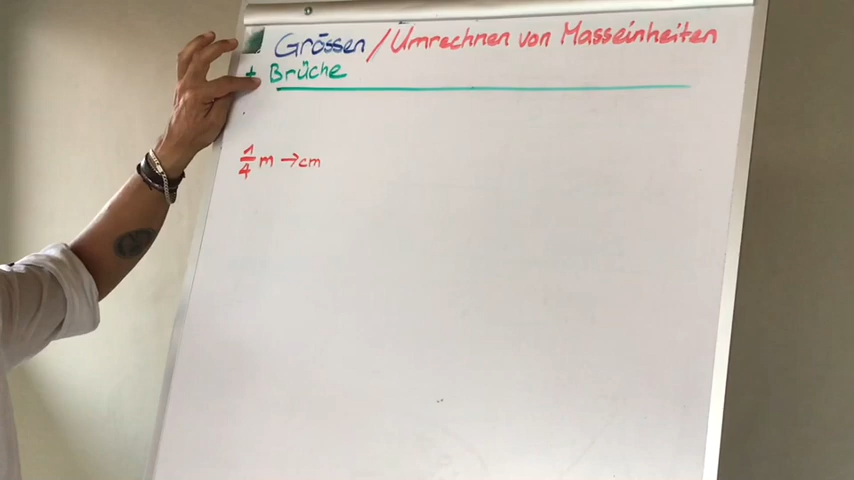 Grössen / Umrechnen von Masseinheiten
+ Brüche
1/4 m → cm